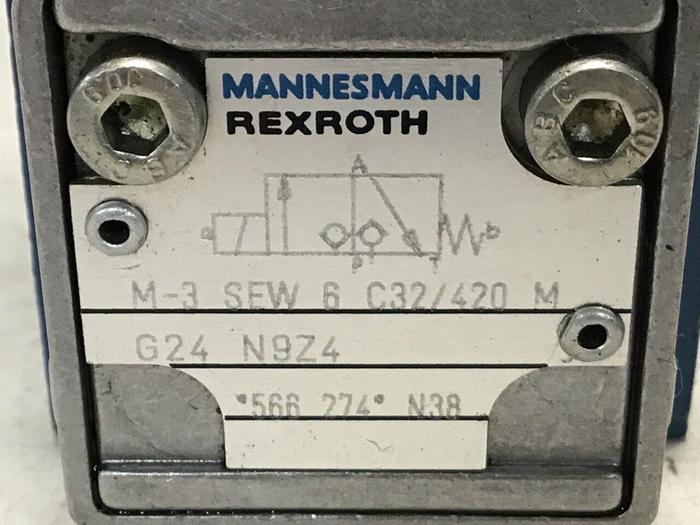 MANNESMANN
REXROTH
A
a b
P T
M-3 SEW 6 C32/420 M
G24 N9Z4
*566 274* N38